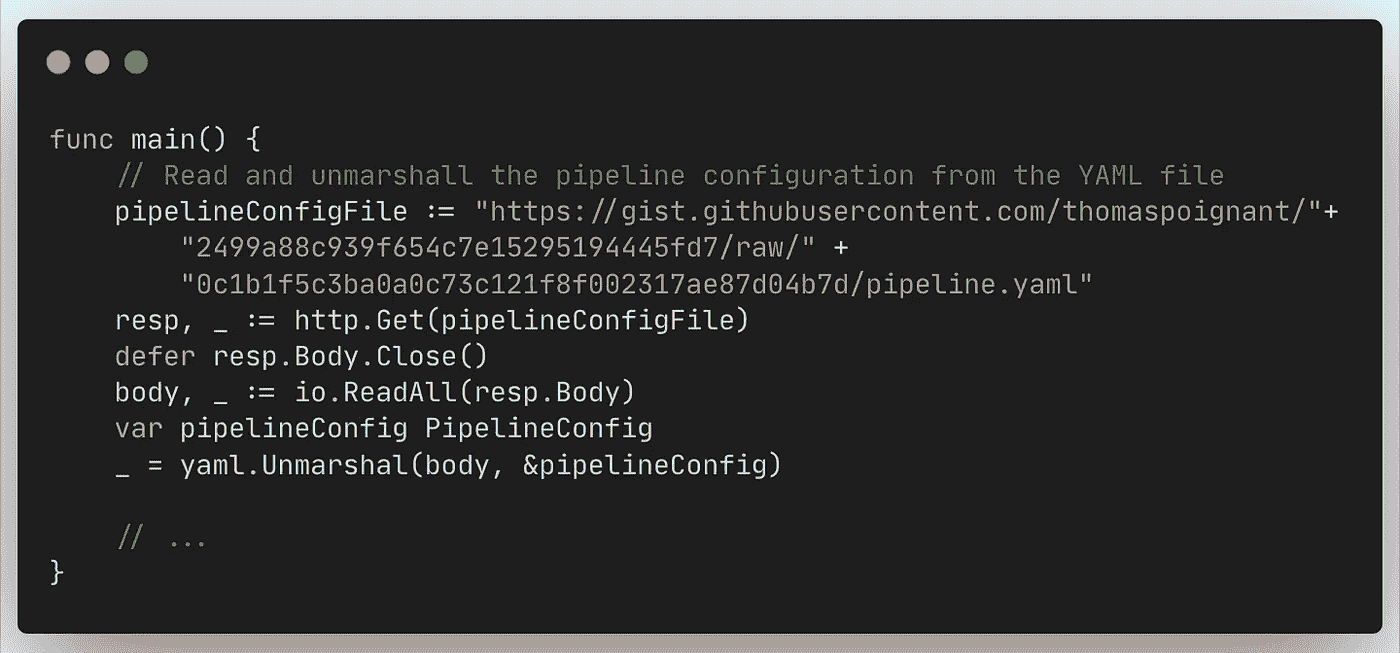 func main() {
    // Read and unmarshall the pipeline configuration from the YAML file
    pipelineConfigFile := "https://gist.githubusercontent.com/thomaspoignant/"+
        "2499a88c939f654c7e15295194445fd7/raw/" +
        "0c1b1f5c3ba0a0c73c121f8f002317ae87d04b7d/pipeline.yaml"
    resp, _ := http.Get(pipelineConfigFile)
    defer resp.Body.Close()
    body, _ := io.ReadAll(resp.Body)
    var pipelineConfig PipelineConfig
    _ = yaml.Unmarshal(body, &pipelineConfig)

    // ...
}